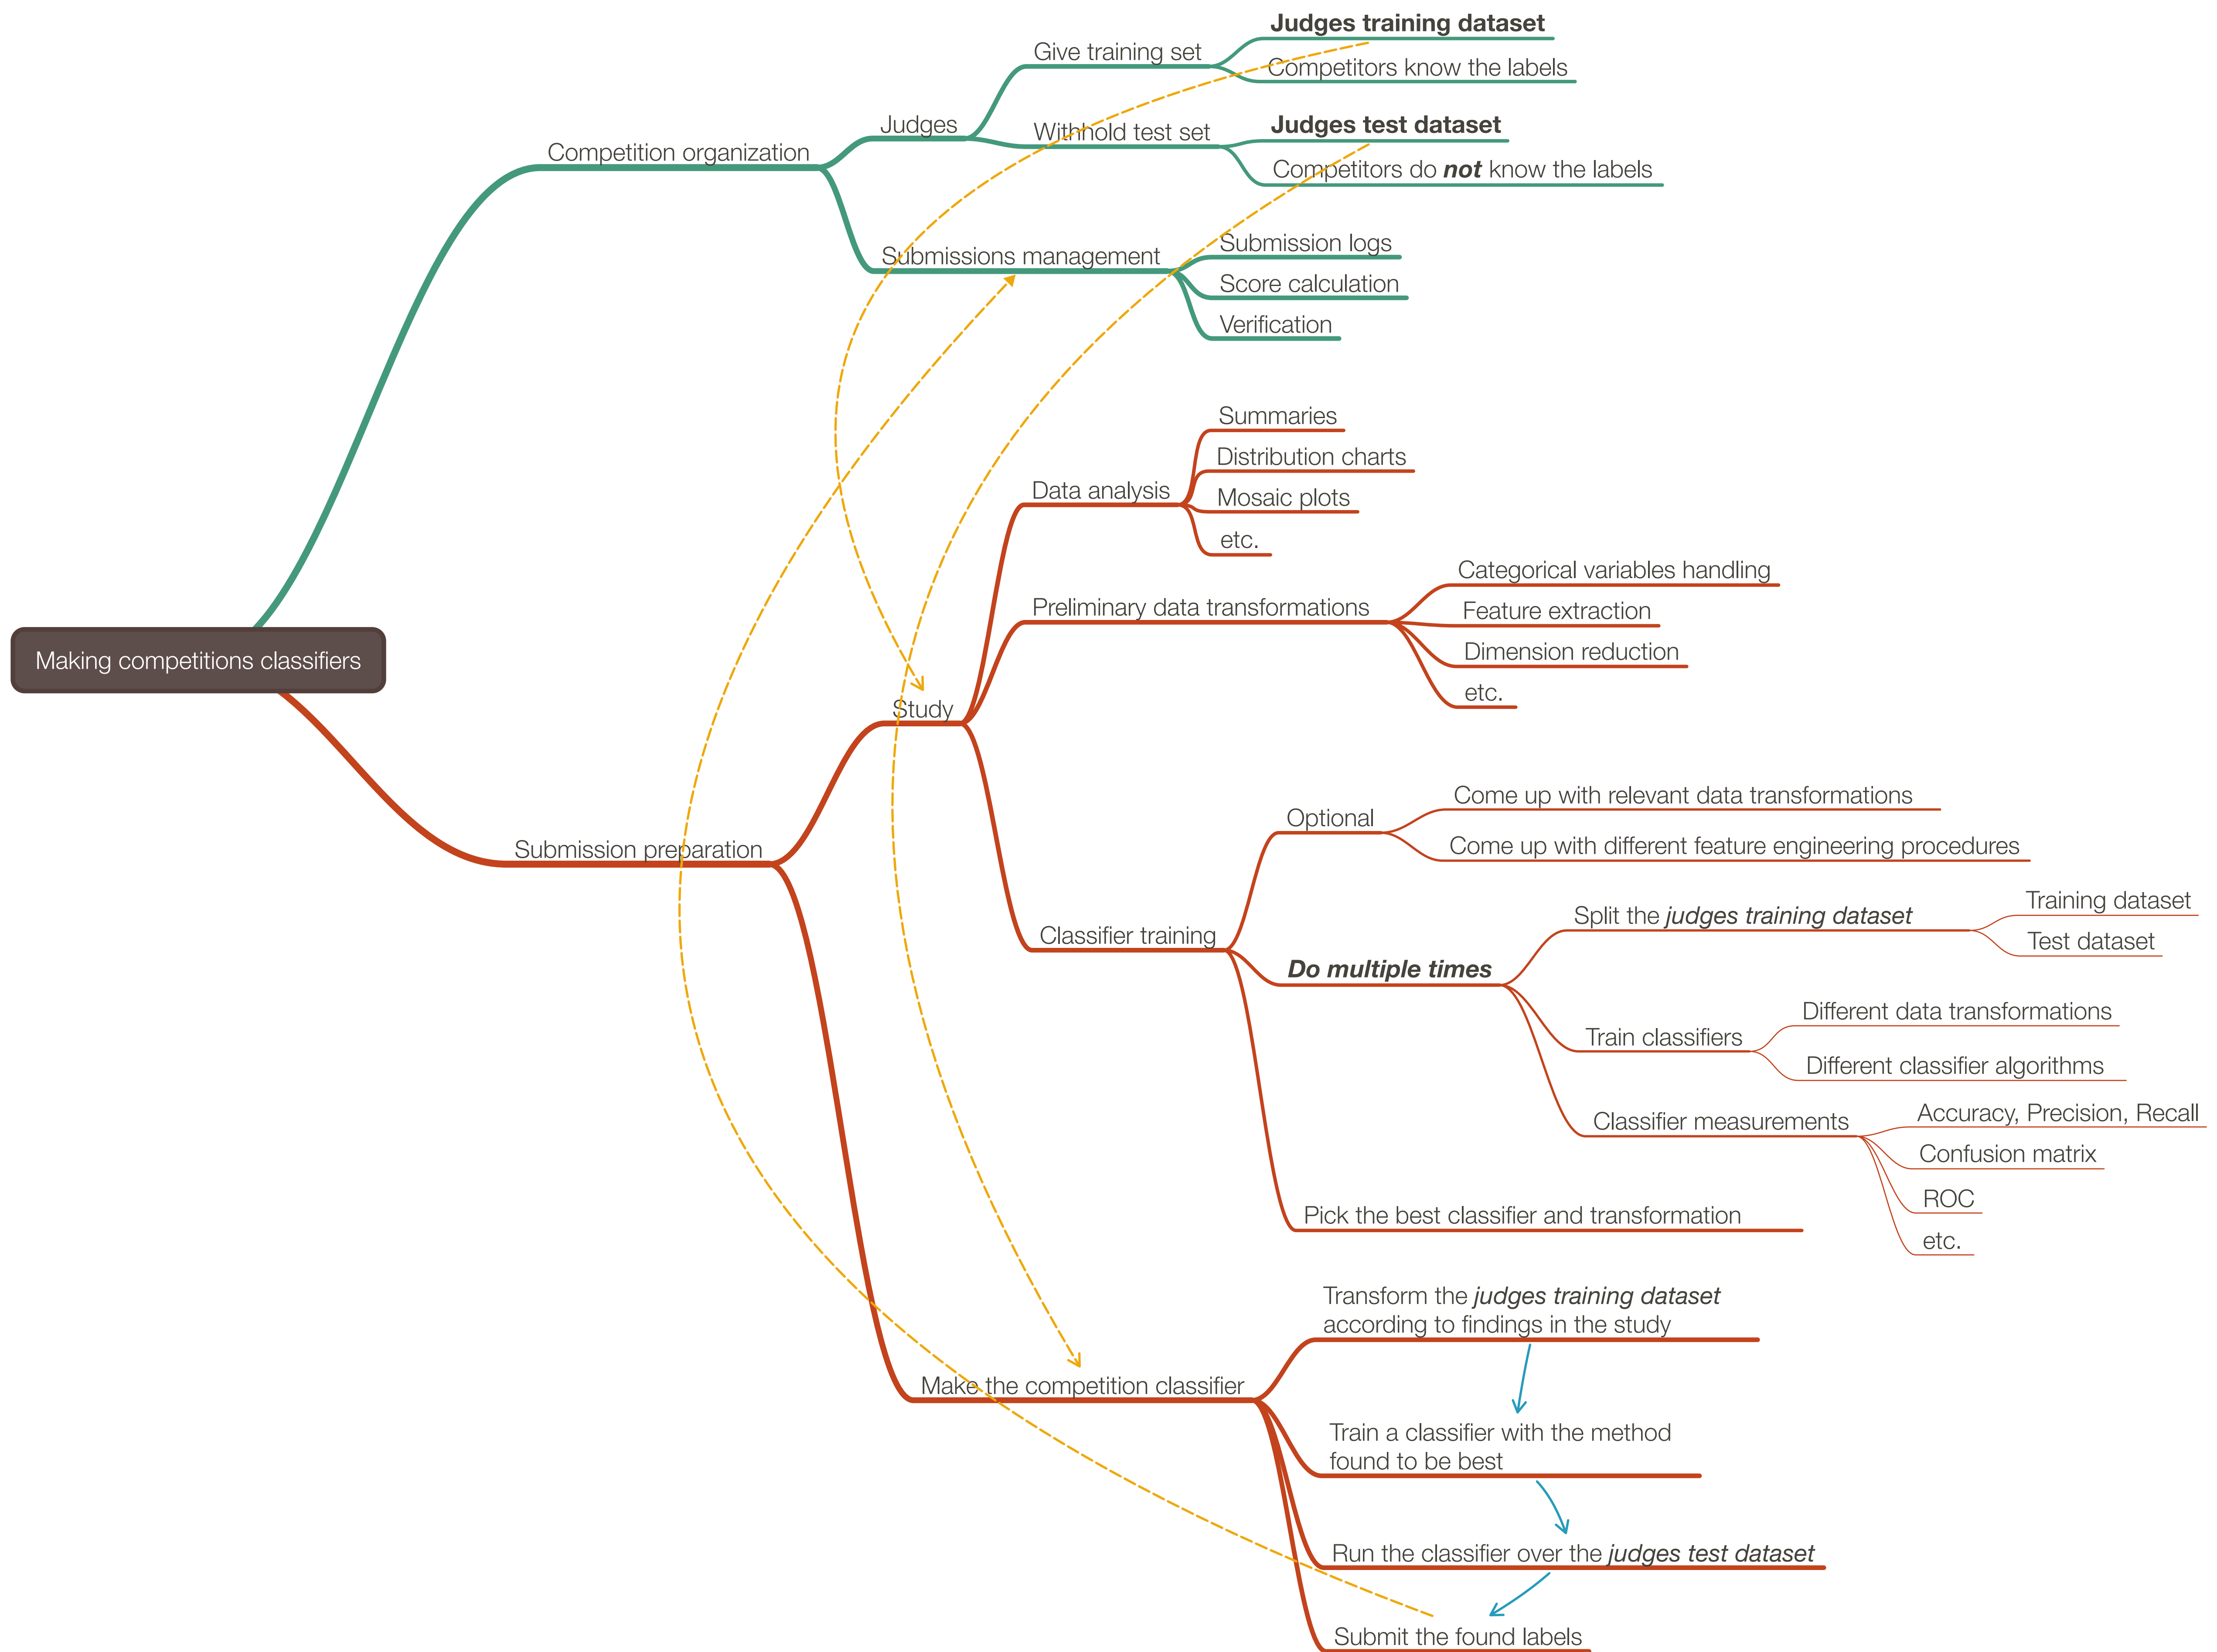 Making competitions classifiers
Competition organization
Judges
Give training set
Judges training dataset
Competitors know the labels
Withhold test set
Judges test dataset
Competitors do not know the labels
Submissions management
Submission logs
Score calculation
Verification
Submission preparation
Study
Data analysis
Summaries
Distribution charts
Mosaic plots
etc.
Preliminary data transformations
Categorical variables handling
Feature extraction
Dimension reduction
etc.
Classifier training
Optional
Come up with relevant data transformations
Come up with different feature engineering procedures
Do multiple times
Split the judges training dataset
Training dataset
Test dataset
Train classifiers
Different data transformations
Different classifier algorithms
Classifier measurements
Accuracy, Precision, Recall
Confusion matrix
ROC
etc.
Pick the best classifier and transformation
Make the competition classifier
Transform the judges training dataset
according to findings in the study
Train a classifier with the method
found to be best
Run the classifier over the judges test dataset
Submit the found labels